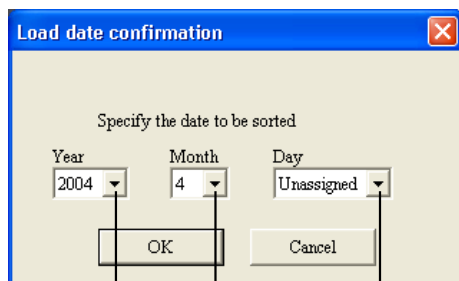 Load date confirmation
Specify the date to be sorted
Year Month Day
2004 4 Unassigned
OK Cancel